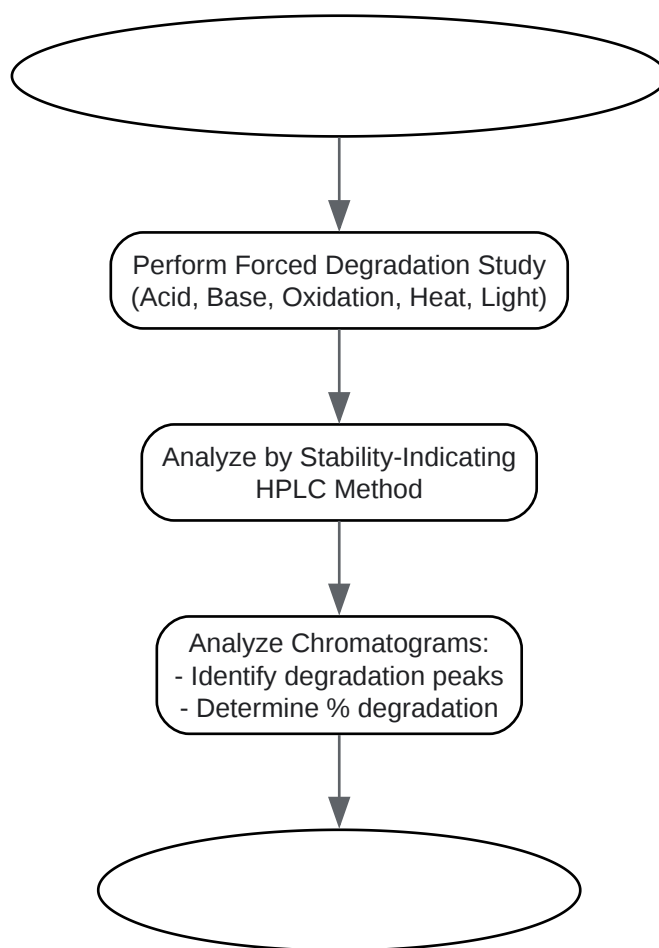 Perform Forced Degradation Study
(Acid, Base, Oxidation, Heat, Light)
Analyze by Stability-Indicating
HPLC Method
Analyze Chromatograms:
- Identify degradation peaks
- Determine % degradation